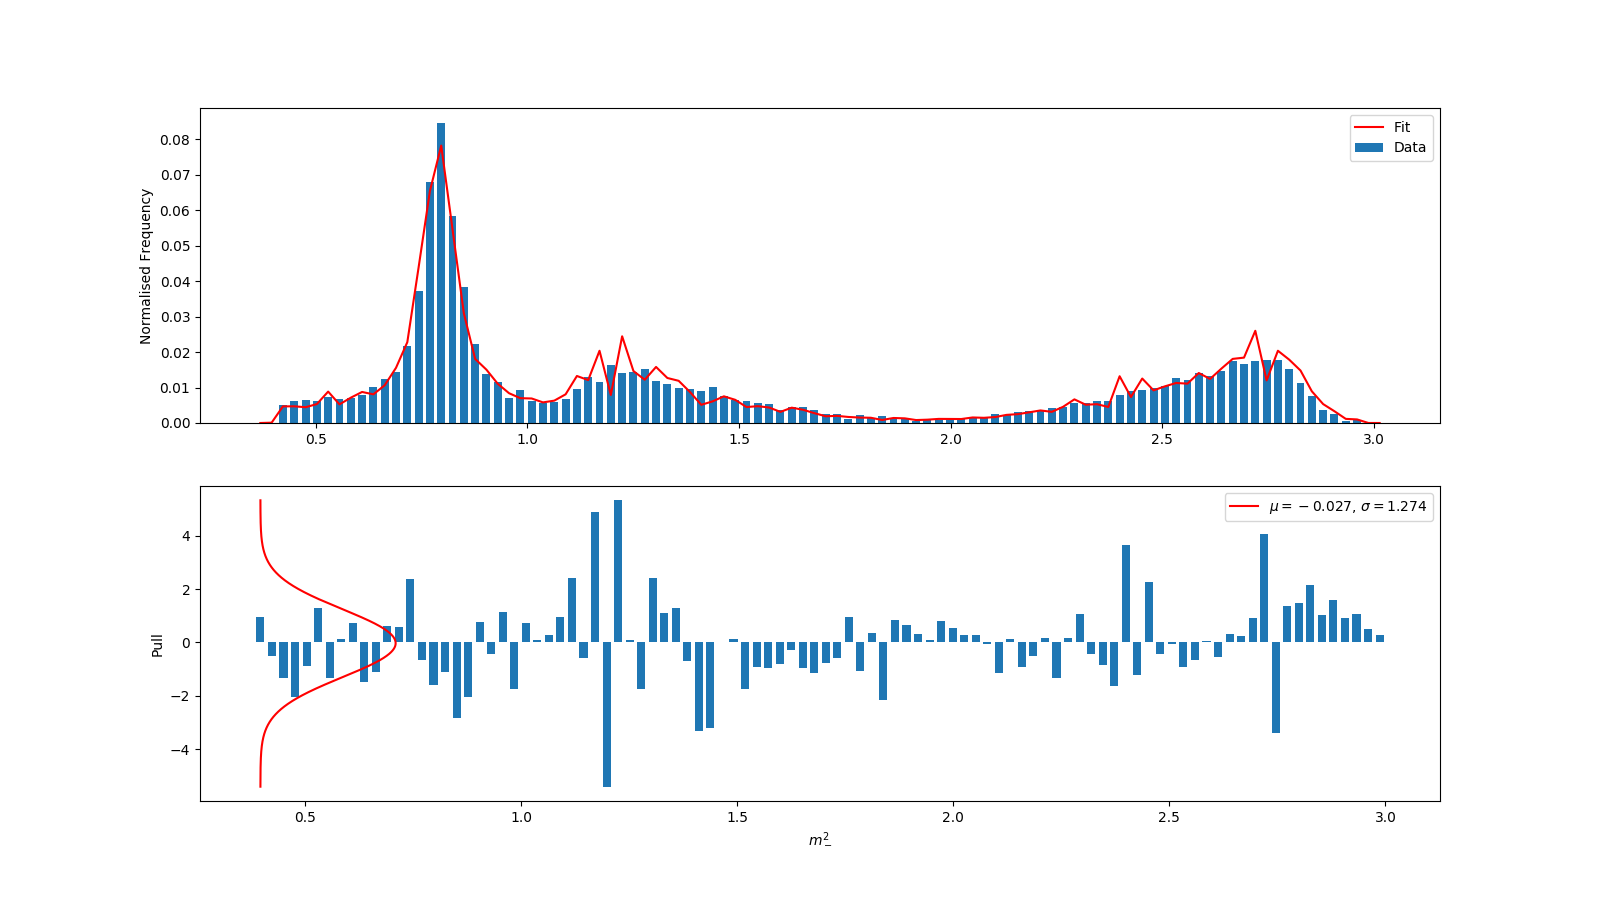 Normalised Frequency
0.08
0.07
0.06
0.05
0.04
0.03
0.02
0.01
0.00
0.5 1.0 1.5 2.0 2.5 3.0
Fit
Data
Pull
4
2
0
−2
−4
μ = −0.027, σ = 1.274
0.5 1.0 1.5 2.0 2.5 3.0
m²₋